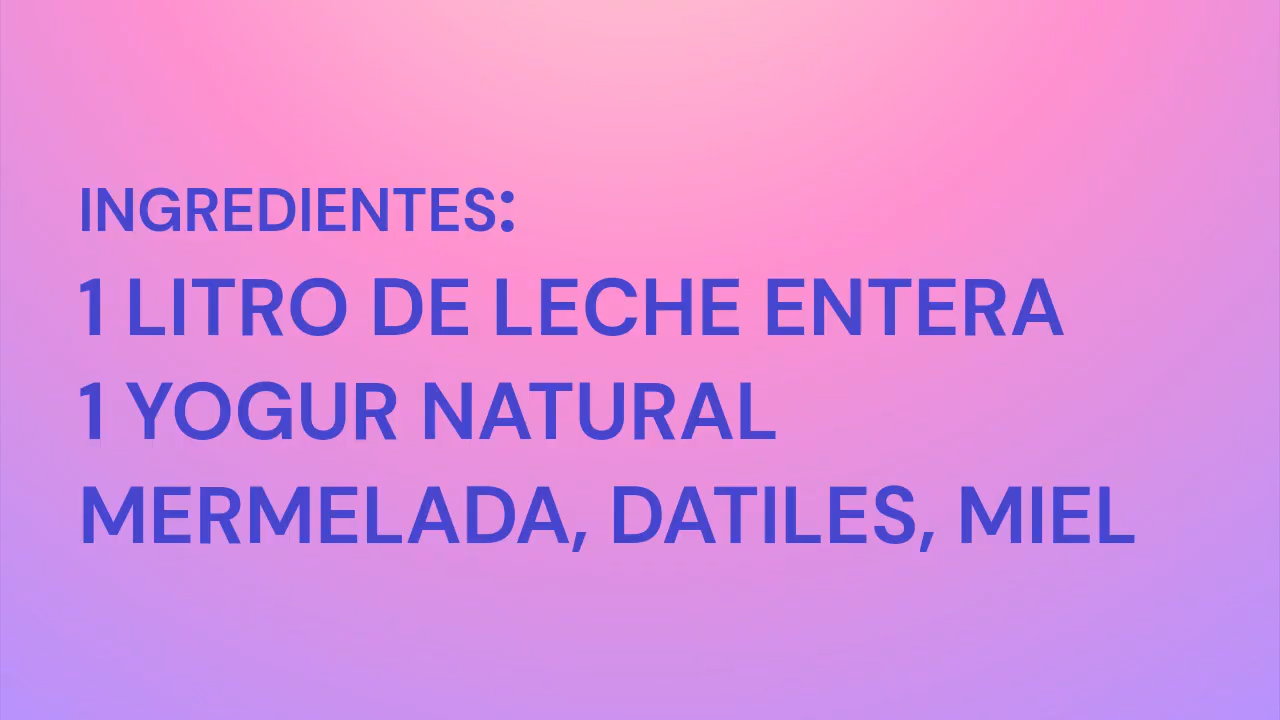 INGREDIENTES:
1 LITRO DE LECHE ENTERA
1 YOGUR NATURAL
MERMELADA, DATILES, MIEL